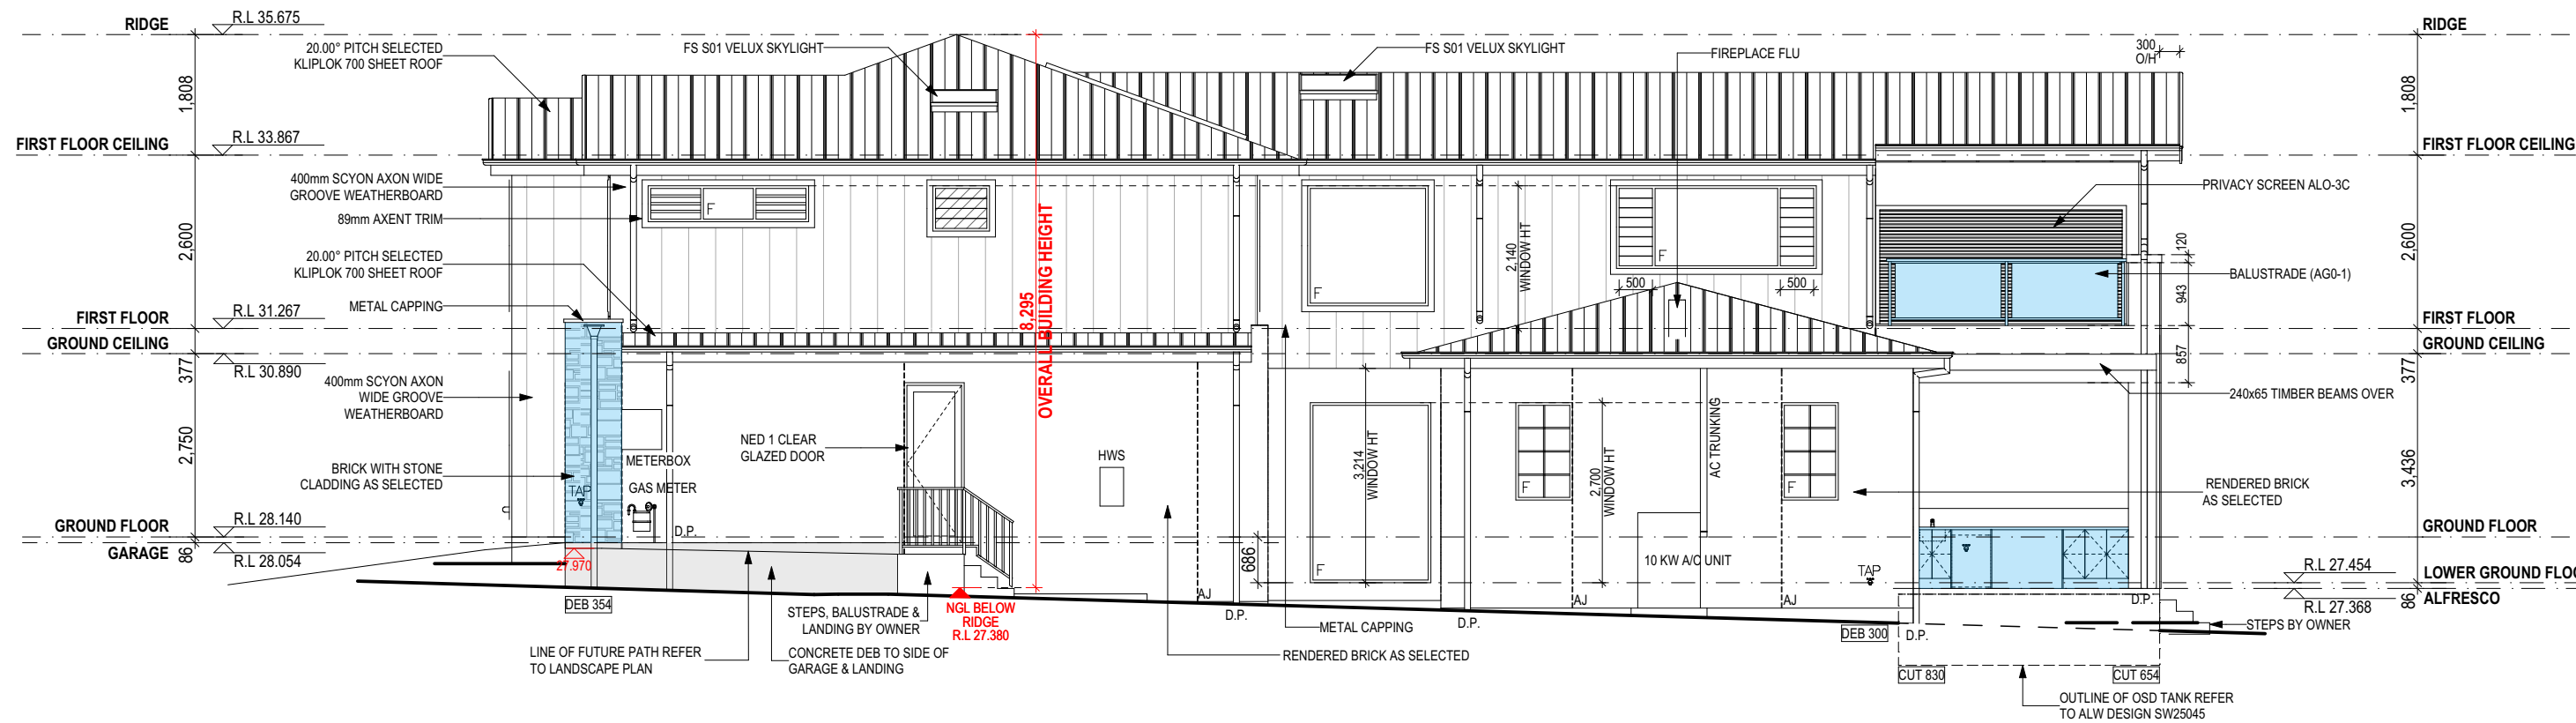 RIDGE
R.L 35.675
1,808
FIRST FLOOR CEILING
R.L 33.867
2,600
FIRST FLOOR
R.L 31.267
GROUND CEILING
377
R.L 30.890
2,750
GROUND FLOOR
R.L 28.140
GARAGE
86
R.L 28.054
20.00° PITCH SELECTED
KLIPLOK 700 SHEET ROOF
400mm SCYON AXON WIDE
GROOVE WEATHERBOARD
89mm AXENT TRIM
20.00° PITCH SELECTED
KLIPLOK 700 SHEET ROOF
METAL CAPPING
400mm SCYON AXON
WIDE GROOVE
WEATHERBOARD
BRICK WITH STONE
CLADDING AS SELECTED
TAP
27.970
DEB 354
METERBOX
GAS METER
D.P.
LINE OF FUTURE PATH REFER
TO LANDSCAPE PLAN
FS S01 VELUX SKYLIGHT
F
NED 1 CLEAR
GLAZED DOOR
STEPS, BALUSTRADE &
LANDING BY OWNER
CONCRETE DEB TO SIDE OF
GARAGE & LANDING
8,295
OVERALL BUILDING HEIGHT
NGL BELOW
RIDGE
R.L 27.380
HWS
AJ
D.P.
686
RENDERED BRICK AS SELECTED
METAL CAPPING
FS S01 VELUX SKYLIGHT
F
F
3,214
WINDOW HT
2,140
WINDOW HT
FIREPLACE FLU
F
500
500
D.P.
F
AJ
2,700
WINDOW HT
AC TRUNKING
10 KW A/C UNIT
F
AJ
TAP
DEB 300
D.P.
CUT 830
CUT 654
D.P.
OUTLINE OF OSD TANK REFER
TO ALW DESIGN SW25045
STEPS BY OWNER
RENDERED BRICK
AS SELECTED
240x65 TIMBER BEAMS OVER
BALUSTRADE (AG0-1)
PRIVACY SCREEN ALO-3C
120
943
857
300
O/H
RIDGE
1,808
FIRST FLOOR CEILING
2,600
FIRST FLOOR
GROUND CEILING
377
3,436
GROUND FLOOR
R.L 27.454
LOWER GROUND FLOO
86
ALFRESCO
R.L 27.368